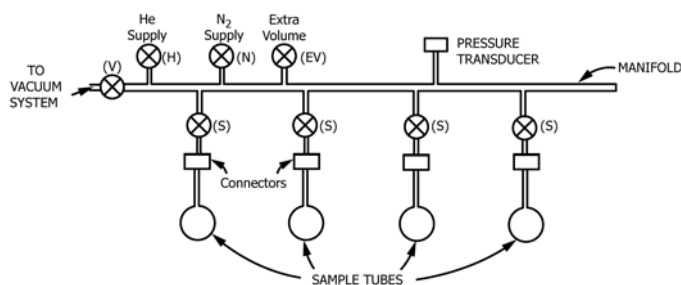 He
Supply
(H)
N2
Supply
(N)
Extra
Volume
(EV)
PRESSURE
TRANSDUCER
MANIFOLD
TO
VACUUM
SYSTEM
(V)
(S)
(S)
(S)
(S)
Connectors
SAMPLE TUBES